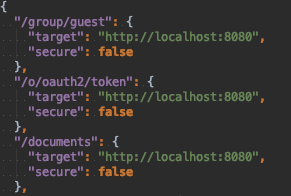 {
"/group/guest": {
"target": "http://localhost:8080",
"secure": false
},
"/o/oauth2/token": {
"target": "http://localhost:8080",
"secure": false
},
"/documents": {
"target": "http://localhost:8080",
"secure": false
},